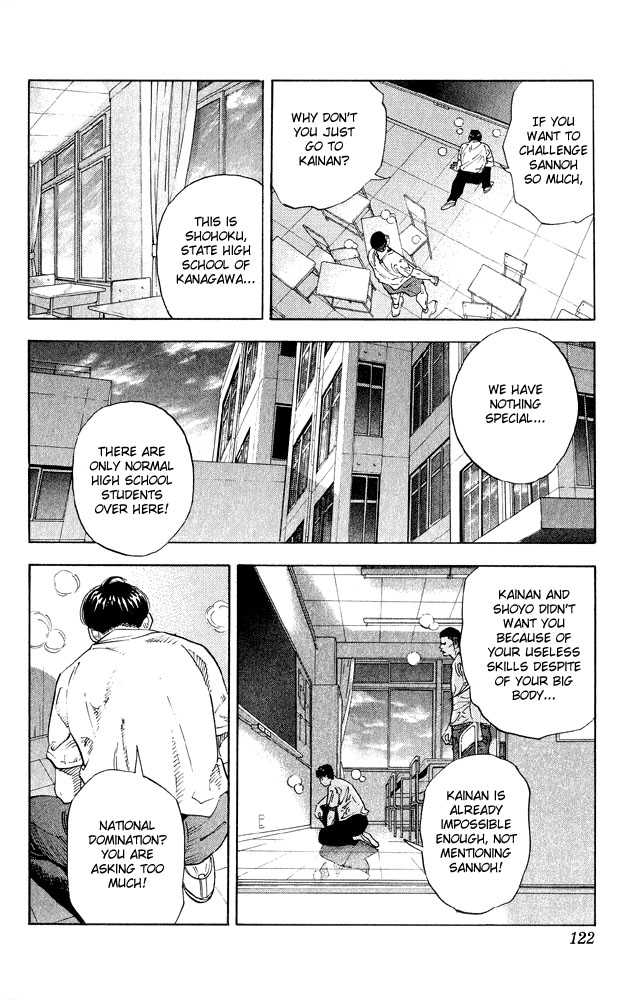 IF YOU
WANT TO
CHALLENGE
SANNOH
SO MUCH,
WHY DON'T
YOU JUST
GO TO
KAINAN?
THIS IS
SHOHOKU,
STATE HIGH
SCHOOL OF
KANAGAWA...
WE HAVE
NOTHING
SPECIAL...
THERE ARE
ONLY NORMAL
HIGH SCHOOL
STUDENTS
OVER HERE!
KAINAN AND
SHOYO DIDN'T
WANT YOU
BECAUSE OF
YOUR USELESS
SKILLS DESPITE
OF YOUR BIG
BODY...
KAINAN IS
ALREADY
IMPOSSIBLE
ENOUGH, NOT
MENTIONING
SANNOH!
NATIONAL
DOMINATION?
YOU ARE
ASKING TOO
MUCH!
122